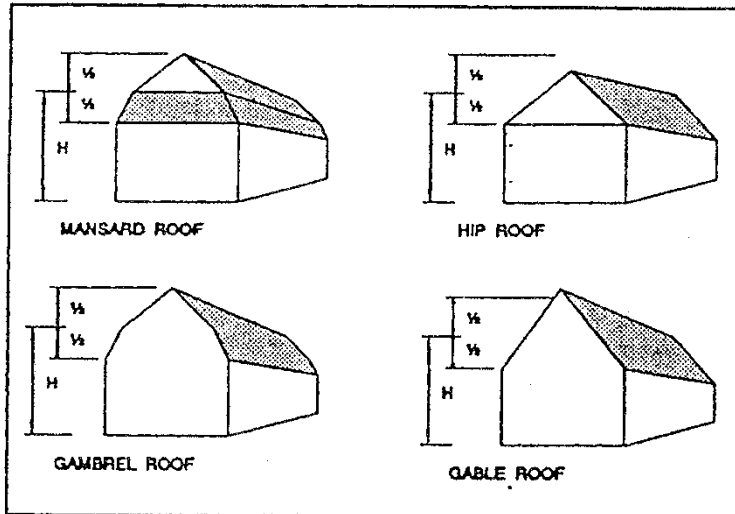 ½
½
H
MANSARD ROOF
½
½
H
HIP ROOF
½
½
H
GAMBREL ROOF
½
½
H
GABLE ROOF